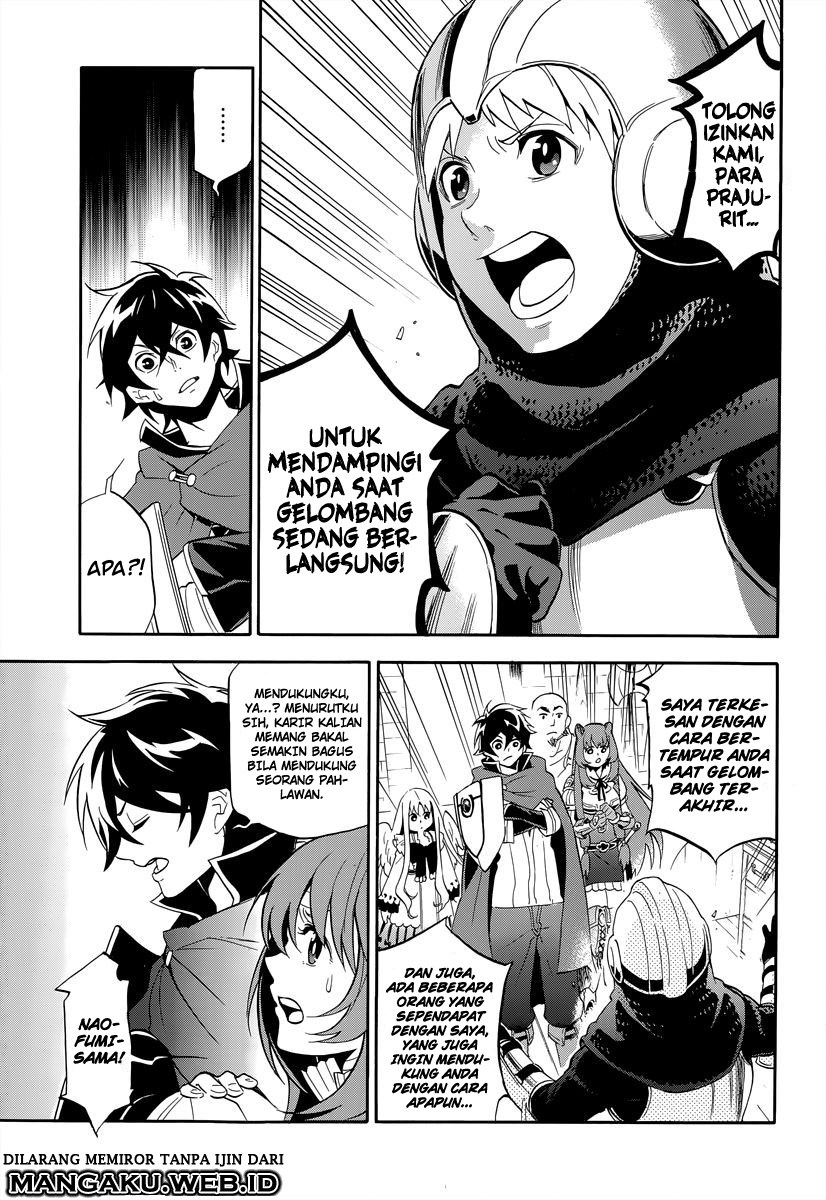 TOLONG
IZINKAN
KAMI,
PARA
PRAJU-
RIT...
UNTUK
MENDAMPINGI
ANDA SAAT
GELOMBANG
SEDANG BER-
LANGSUNG!
......
APA?!
SAYA TERKE-
SAN DENGAN
CARA BER-
TEMPUR ANDA
SAAT GELOM-
BANG TER-
AKHIR...
DAN JUGA,
ADA BEBERAPA
ORANG YANG
SEPENDAPAT
DENGAN SAYA,
YANG JUGA
INGIN MENDU-
KUNG ANDA
DENGAN CARA
APAPUN...
MENDUKUNGKU,
YA...? MENURUTKU
SIH, KARIR KALIAN
MEMANG BAKAL
SEMAKIN BAGUS
BILA MENDUKUNG
SEORANG PAH-
LAWAN.
NAO-
FUMI-
SAMA!
DILARANG MEMIROR TANPA IJIN DARI
MANGAKU.WEB.ID